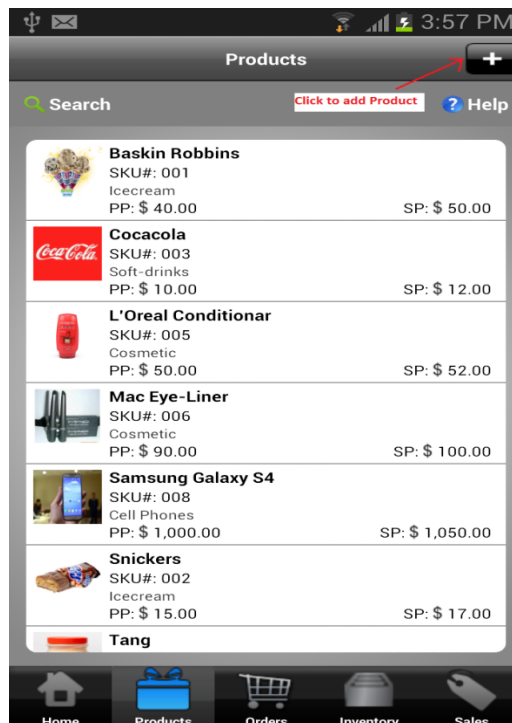 3:57 PM
Products
+
Search
Click to add Product
? Help
Baskin Robbins
SKU#: 001
Icecream
PP: $ 40.00 SP: $ 50.00
Coca Cola
Cocacola
SKU#: 003
Soft-drinks
PP: $ 10.00 SP: $ 12.00
L'Oreal Conditionar
SKU#: 005
Cosmetic
PP: $ 50.00 SP: $ 52.00
Mac Eye-Liner
SKU#: 006
Cosmetic
PP: $ 90.00 SP: $ 100.00
Samsung Galaxy S4
SKU#: 008
Cell Phones
PP: $ 1,000.00 SP: $ 1,050.00
Snickers
SKU#: 002
Icecream
PP: $ 15.00 SP: $ 17.00
Tang
Home Products Orders Inventory Sales